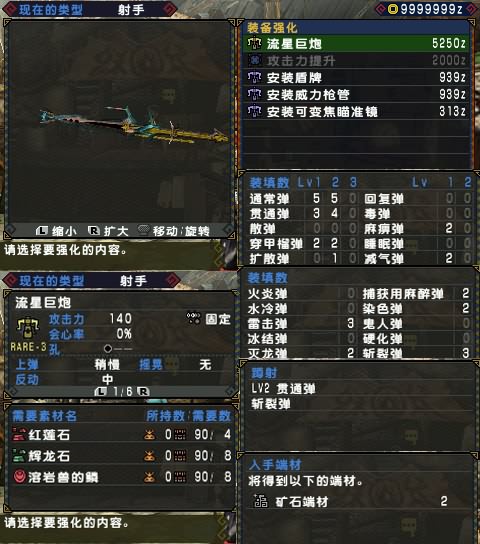 现在的类型 射手
9999999z
装备强化
流星巨炮 5250z
攻击力提升 2000z
安装盾牌 939z
安装威力枪管 939z
安装可变焦瞄准镜 313z
L 缩小 R 扩大 移动/旋转
请选择要强化的内容。
装填数 Lv1 2 3 Lv 1 2
通常弹 5 5 0 回复弹 0 0
贯通弹 3 4 0 毒弹 0 0
散弹 0 0 0 麻痹弹 2 0
穿甲榴弹 2 2 0 睡眠弹 0 0
扩散弹 0 1 0 减气弹 2 0
现在的类型 射手
流星巨炮
攻击力 140 固定
会心率 0%
RARE-3 孔 ●――
上弹 稍慢 摇晃 无
反动 中
L 1/6 R
需要素材名 所持数/需要数
红莲石 0 90/ 4
辉龙石 0 90/ 8
溶岩兽的鳞 0 90/ 8
请选择要强化的内容。
装填数
火炎弹 0 捕获用麻醉弹 2
水冷弹 0 染色弹 2
雷击弹 3 鬼人弹 0
冰结弹 0 硬化弹 0
灭龙弹 2 斩裂弹 3
蹲射
LV2 贯通弹
斩裂弹
入手端材
将得到以下的端材。
矿石端材 2